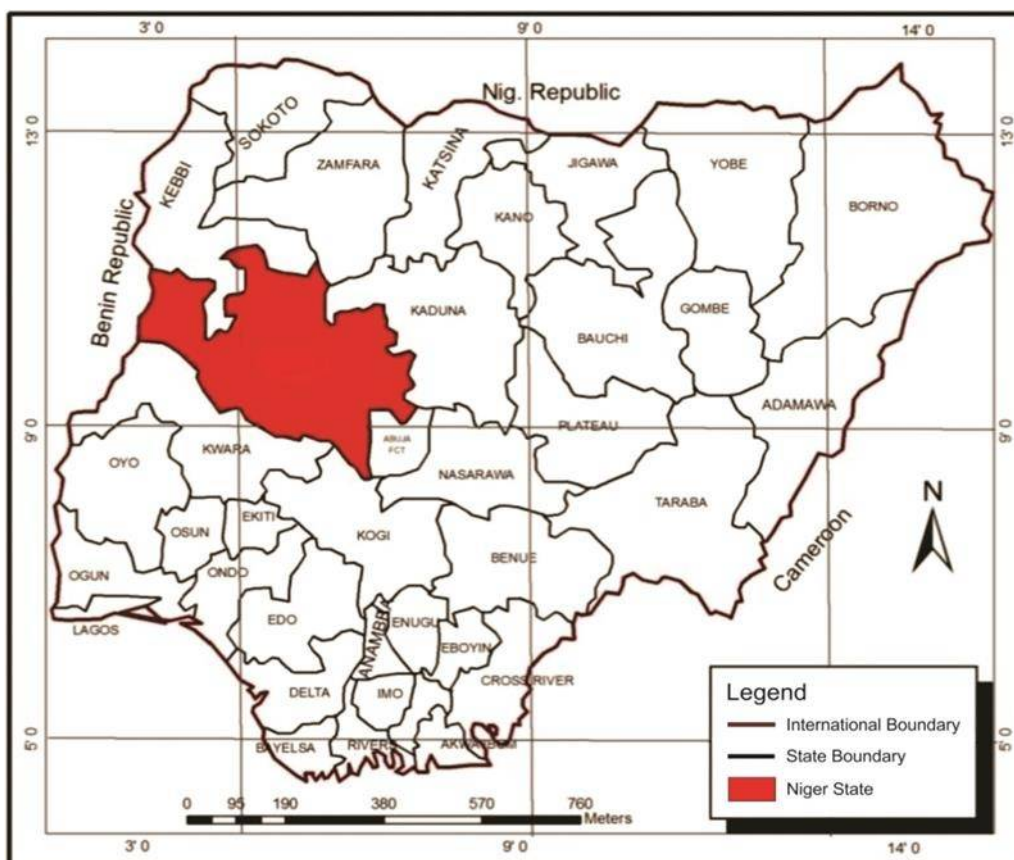 3' 0
9' 0
14' 0
Nig. Republic
13' 0
13' 0
SOKOTO
KATSINA
ZAMFARA
JIGAWA
YOBE
KEBBI
KANO
BORNO
Benin Republic
KADUNA
GOMBE
BAUCHI
ADAMAWA
9' 0
9' 0
ABUJA
FCT
PLATEAU
KWARA
OYO
NASARAWA
TARABA
N
EKITI
OSUN
KOGI
BENUE
Cameroon
OGUN
ONDO
ANAMBRA
EDO
ENUGU
LAGOS
EBOYIN
CROSS RIVER
DELTA
IMO
Legend
International Boundary
State Boundary
Niger State
5' 0
5' 0
BAYELSA
RIVERS
AKWA IBOM
0 95 190 380 570 760
Meters
3' 0
9' 0
14' 0